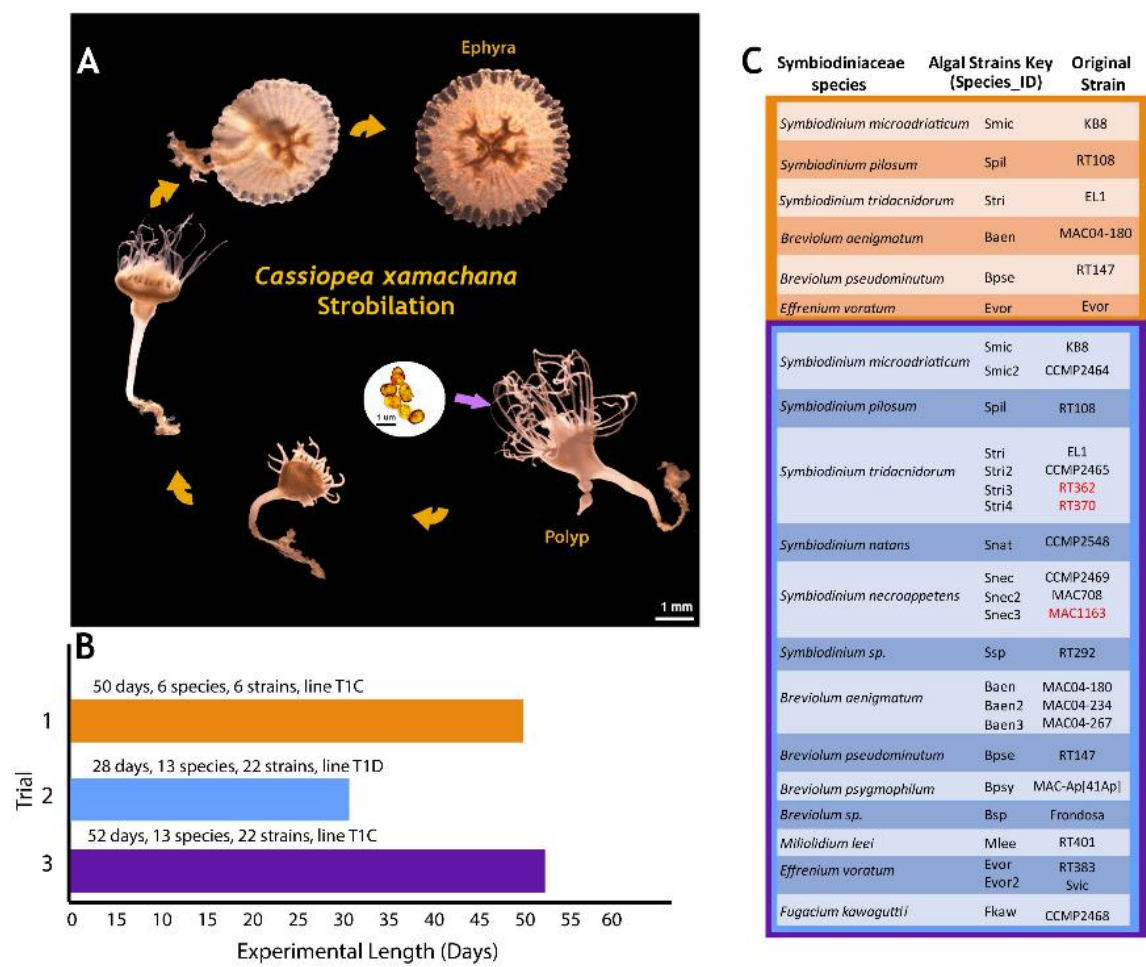 A
Ephyra
Cassiopea xamachana
Strobilation
1 um
Polyp
1 mm
B
50 days, 6 species, 6 strains, line T1C
1
28 days, 13 species, 22 strains, line T1D
Trial
2
52 days, 13 species, 22 strains, line T1C
3
0 15 10 15 20 25 30 35 40 45 50 55 60
Experimental Length (Days)
C
Symbiodiniaceae species Algal Strains Key (Species_ID) Original Strain
Symbiodinium microadriaticum Smic KB8
Symbiodinium pilosum Spil RT108
Symbiodinium tridacnidorum Stri EL1
Breviolum aenigmatum Baen MAC04-180
Breviolum pseudominutum Bpse RT147
Effrenium voratum Evor Evor
Symbiodinium microadriaticum
Smic KB8
Smic2 CCMP2464
Symbiodinium pilosum Spil RT108
Symbiodinium tridacnidorum
Stri EL1
Stri2 CCMP2465
Stri3 RT362
Stri4 RT370
Symbiodinium natans Snat CCMP2548
Symbiodinium necroappetens
Snec CCMP2469
Snec2 MAC708
Snec3 MAC1163
Symbiodinium sp. Ssp RT292
Breviolum aenigmatum
Baen MAC04-180
Baen2 MAC04-234
Baen3 MAC04-267
Breviolum pseudominutum Bpse RT147
Breviolum psygmophilum Bpsy MAC-Ap[41Ap]
Breviolum sp. Bsp Frondosa
Miliolidium leei Mlee RT401
Effrenium voratum
Evor RT383
Evor2 Svic
Fugacium kawaguttii Fkaw CCMP2468